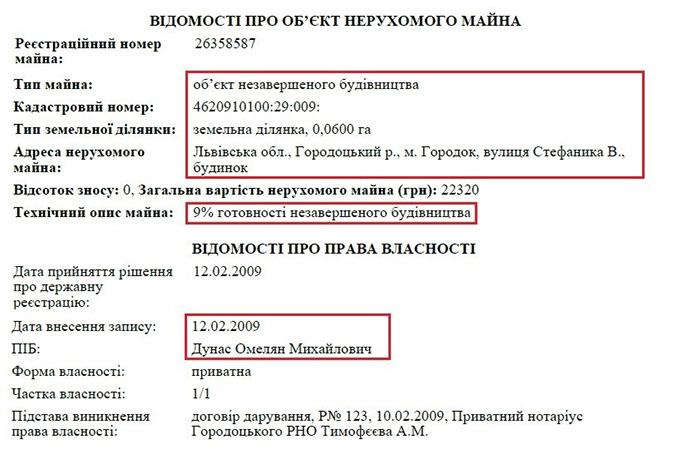 ВІДОМОСТІ ПРО ОБ’ЄКТ НЕРУХОМОГО МАЙНА
Реєстраційний номер майна: 26358587
Тип майна: об’єкт незавершеного будівництва
Кадастровий номер: 4620910100:29:009:
Тип земельної ділянки: земельна ділянка, 0,0600 га
Адреса нерухомого майна: Львівська обл., Городоцький р., м. Городок, вулиця Стефаника В., будинок
Відсоток зносу: 0, Загальна вартість нерухомого майна (грн): 22320
Технічний опис майна: 9% готовності незавершеного будівництва
ВІДОМОСТІ ПРО ПРАВА ВЛАСНОСТІ
Дата прийняття рішення про державну реєстрацію: 12.02.2009
Дата внесення запису: 12.02.2009
ПІБ: Дунас Омелян Михайлович
Форма власності: приватна
Частка власності: 1/1
Підстава виникнення права власності: договір дарування, Р№ 123, 10.02.2009, Приватний нотаріус Городоцького РНО Тимофєєва А.М.